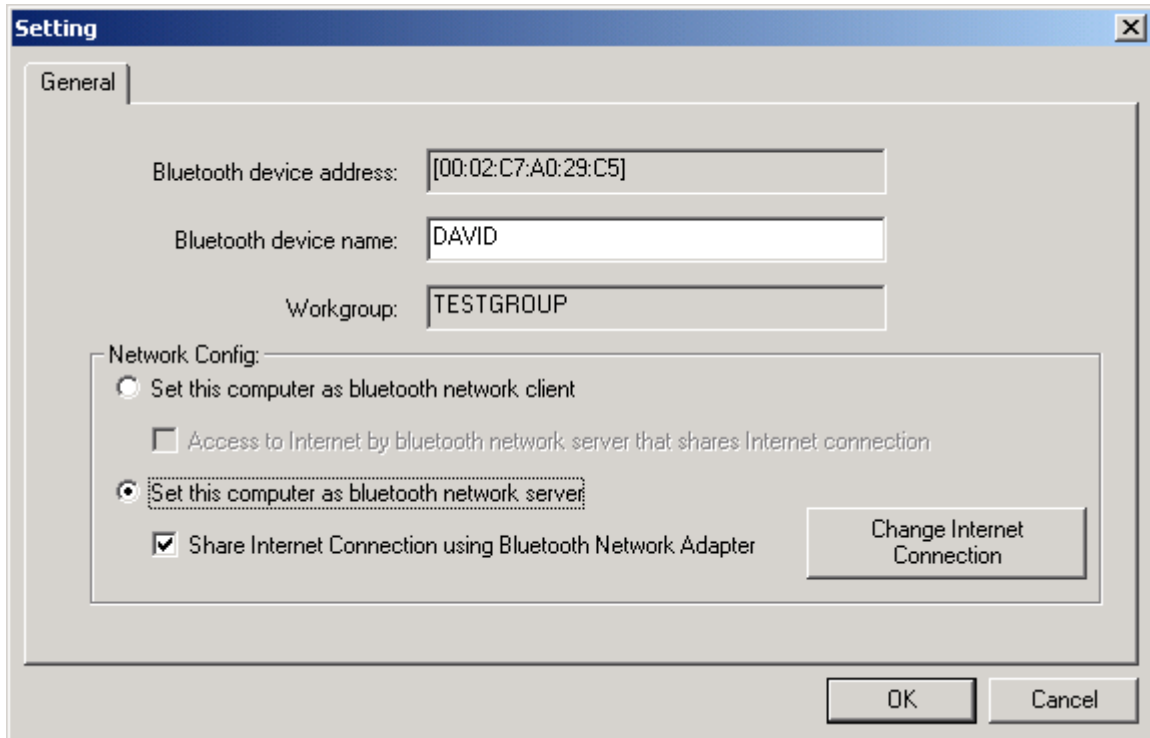 Setting
General
Bluetooth device address: [00:02:C7:A0:29:C5]
Bluetooth device name: DAVID
Workgroup: TESTGROUP
Network Config:
Set this computer as bluetooth network client
Access to Internet by bluetooth network server that shares Internet connection
Set this computer as bluetooth network server
Share Internet Connection using Bluetooth Network Adapter
Change Internet
Connection
OK Cancel